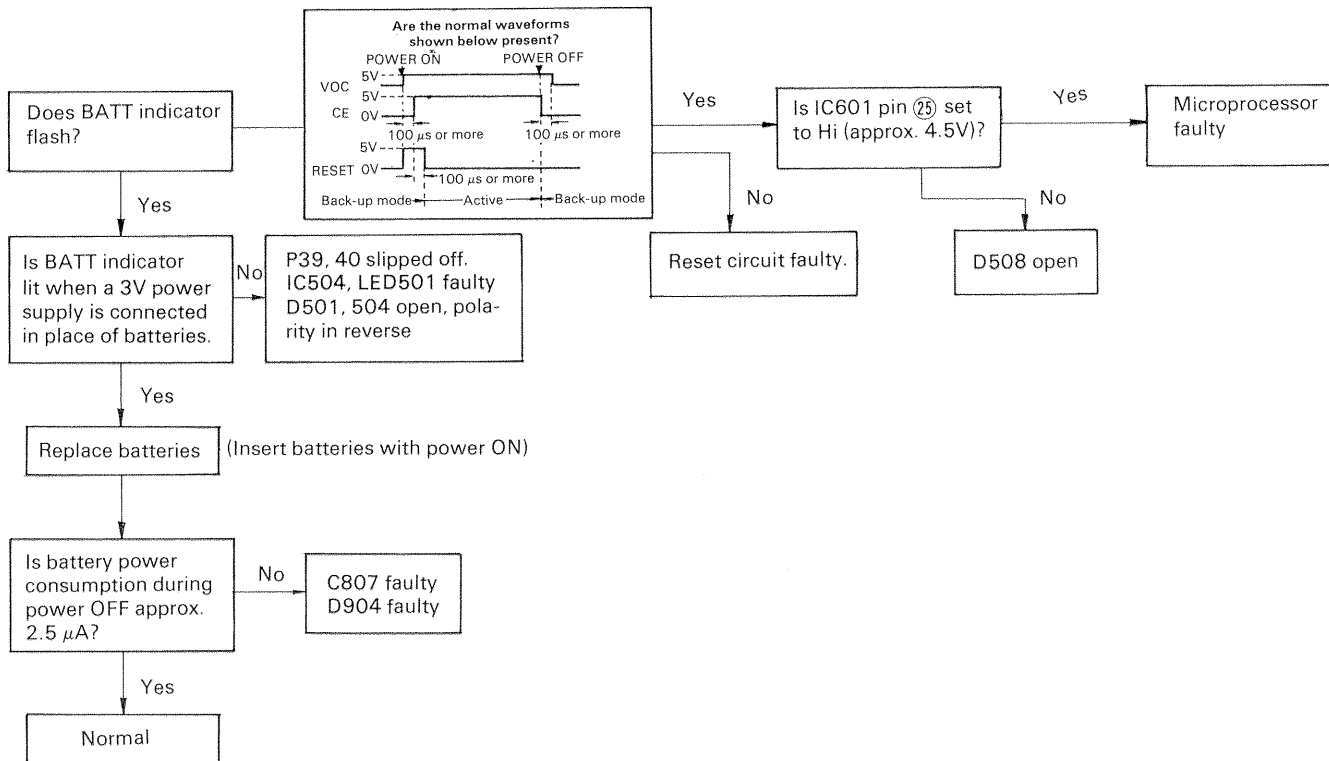 Does BATT indicator
flash?
Are the normal waveforms
shown below present?
POWER ON
POWER OFF
5V
VOC
5V
CE
0V
100 μs or more
100 μs or more
5V
RESET 0V
100 μs or more
Back-up mode
Active
Back-up mode
Yes
Is IC601 pin ㉕ set
to Hi (approx. 4.5V)?
Yes
Microprocessor
faulty
No
Reset circuit faulty.
No
D508 open
Yes
Is BATT indicator
lit when a 3V power
supply is connected
in place of batteries.
No
P39, 40 slipped off.
IC504, LED501 faulty
D501, 504 open, pola-
rity in reverse
Yes
Replace batteries
(Insert batteries with power ON)
Is battery power
consumption during
power OFF approx.
2.5 μA?
No
C807 faulty
D904 faulty
Yes
Normal